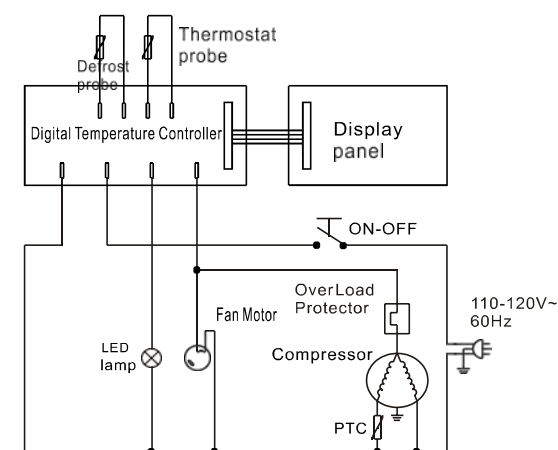 Thermostat
probe
Defrost
probe
Digital Temperature Controller
Display
panel
ON-OFF
OverLoad
Protector
110-120V~
60Hz
Fan Motor
LED
lamp
Compressor
PTC